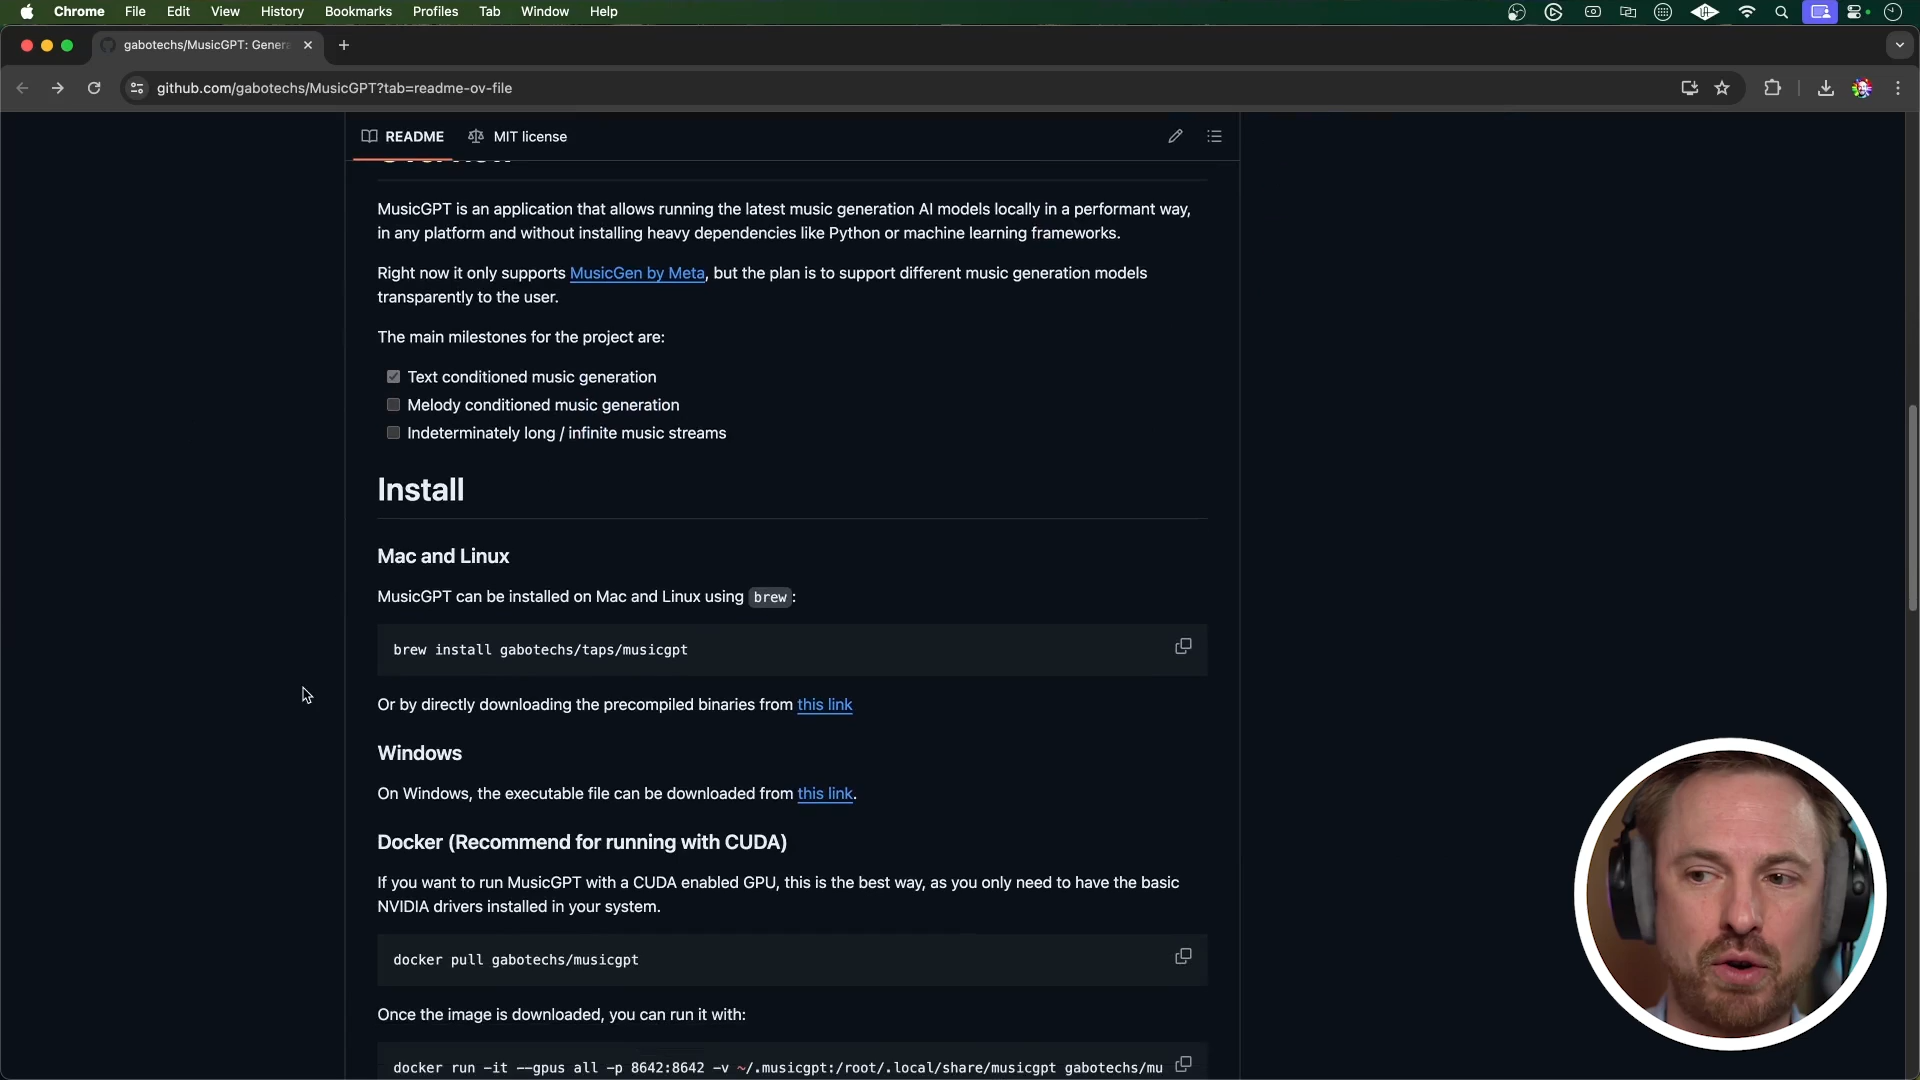 Chrome File Edit View History Bookmarks Profiles Tab Window Help
gabotechs/MusicGPT: Genera
github.com/gabotechs/MusicGPT?tab=readme-ov-file
README MIT license
MusicGPT is an application that allows running the latest music generation AI models locally in a performant way,
in any platform and without installing heavy dependencies like Python or machine learning frameworks.
Right now it only supports MusicGen by Meta, but the plan is to support different music generation models
transparently to the user.
The main milestones for the project are:
Text conditioned music generation
Melody conditioned music generation
Indeterminately long / infinite music streams
Install
Mac and Linux
MusicGPT can be installed on Mac and Linux using brew:
brew install gabotechs/taps/musicgpt
Or by directly downloading the precompiled binaries from this link
Windows
On Windows, the executable file can be downloaded from this link.
Docker (Recommend for running with CUDA)
If you want to run MusicGPT with a CUDA enabled GPU, this is the best way, as you only need to have the basic
NVIDIA drivers installed in your system.
docker pull gabotechs/musicgpt
Once the image is downloaded, you can run it with:
docker run -it --gpus all -p 8642:8642 -v ~/.musicgpt:/root/.local/share/musicgpt gabotechs/mu